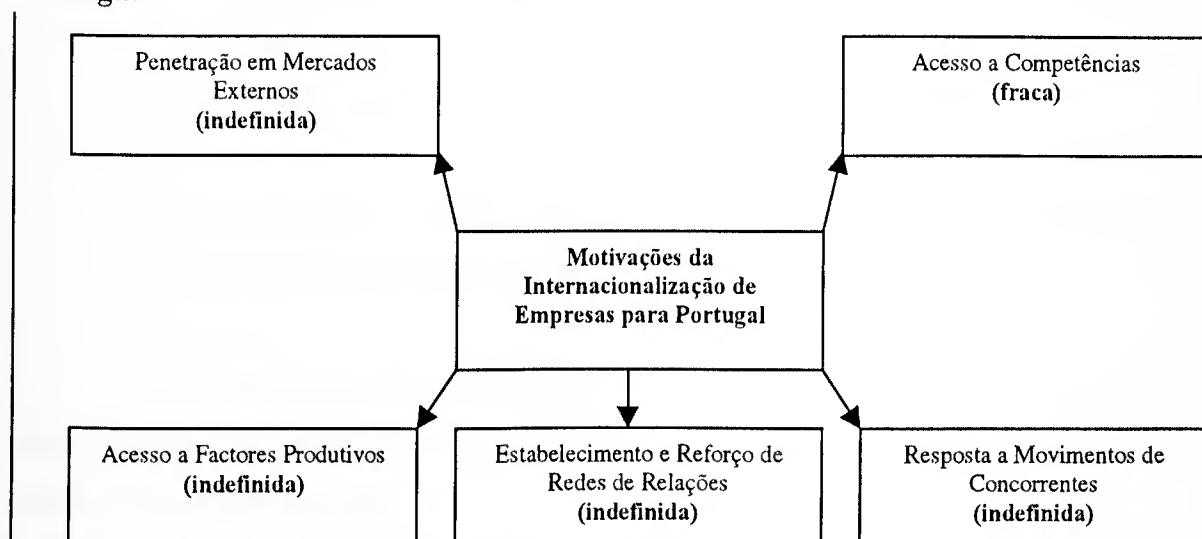 Penetração em Mercados
Externos
(indefinida)
Acesso a Competências
(fraca)
Motivações da
Internacionalização de
Empresas para Portugal
Acesso a Factores Produtivos
(indefinida)
Estabelecimento e Reforço de
Redes de Relações
(indefinida)
Resposta a Movimentos de
Concorrentes
(indefinida)